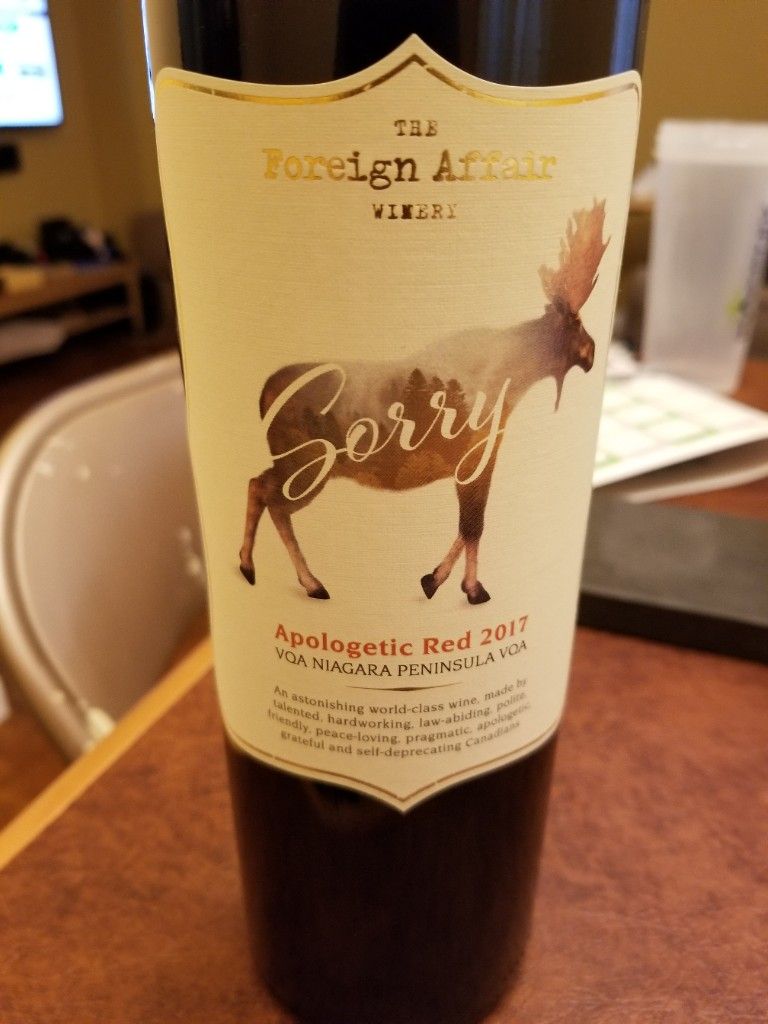 THE
Foreign Affair
WINERY
Sorry
Apologetic Red 2017
VQA NIAGARA PENINSULA VQA
An astonishing world-class wine, made by
talented, hardworking, law-abiding, polite,
friendly, peace-loving, pragmatic, apologetic,
grateful and self-deprecating Canadians